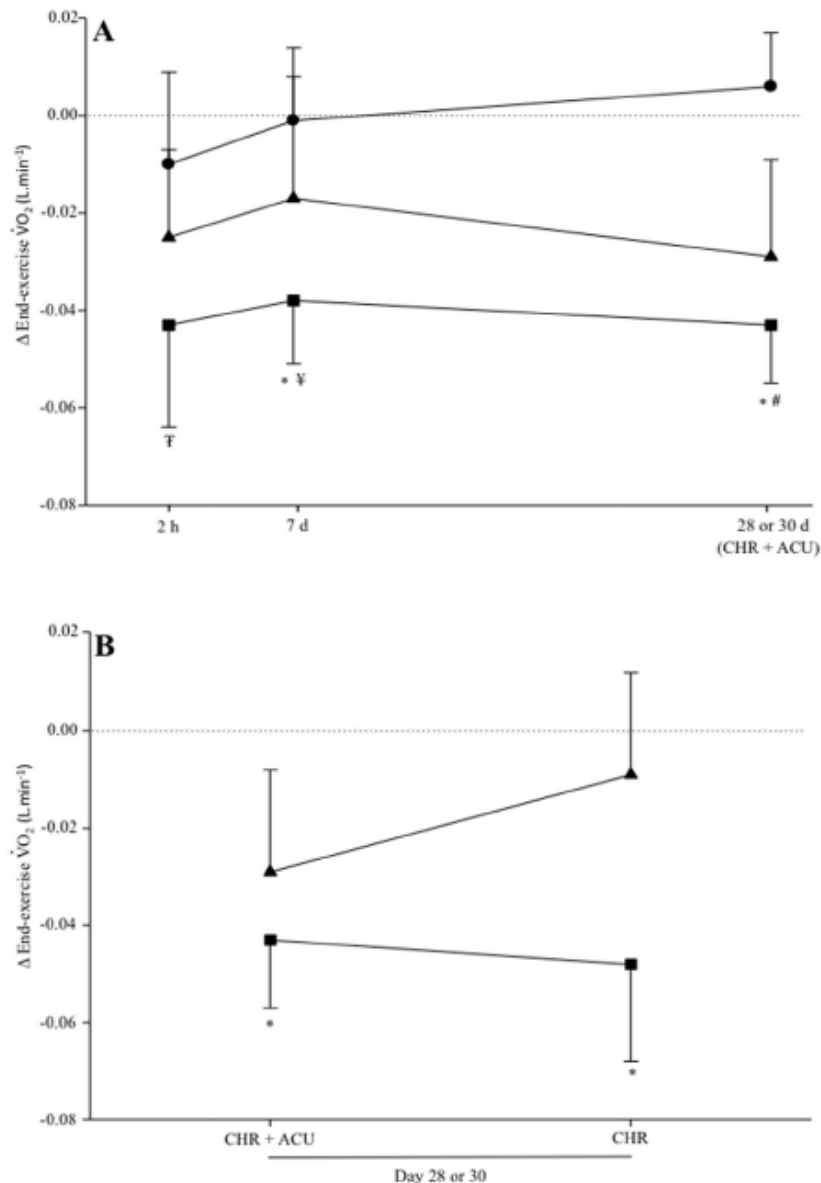 A
0.02
0.00
-0.02
-0.04
-0.06
-0.08
Δ End-exercise V̇O₂ (L.min⁻¹)
* ¥
* #
Ŧ
2 h
7 d
28 or 30 d
(CHR + ACU)
B
0.02
0.00
-0.02
-0.04
-0.06
-0.08
Δ End-exercise V̇O₂ (L.min⁻¹)
*
*
CHR + ACU
CHR
Day 28 or 30